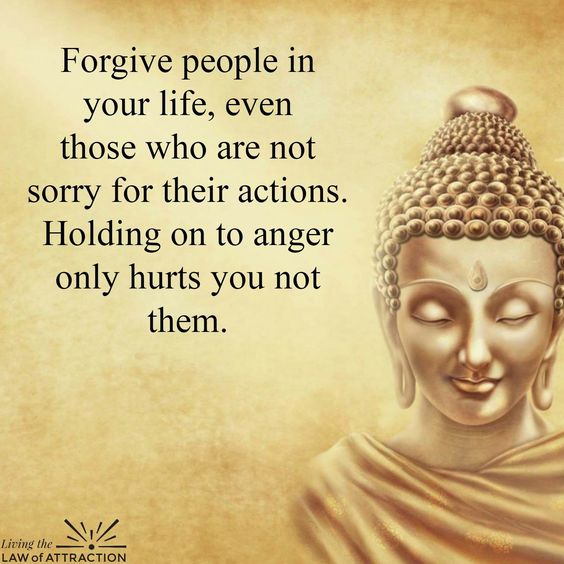 Forgive people in
your life, even
those who are not
sorry for their actions.
Holding on to anger
only hurts you not
them.
Living the
LAW of ATTRACTION